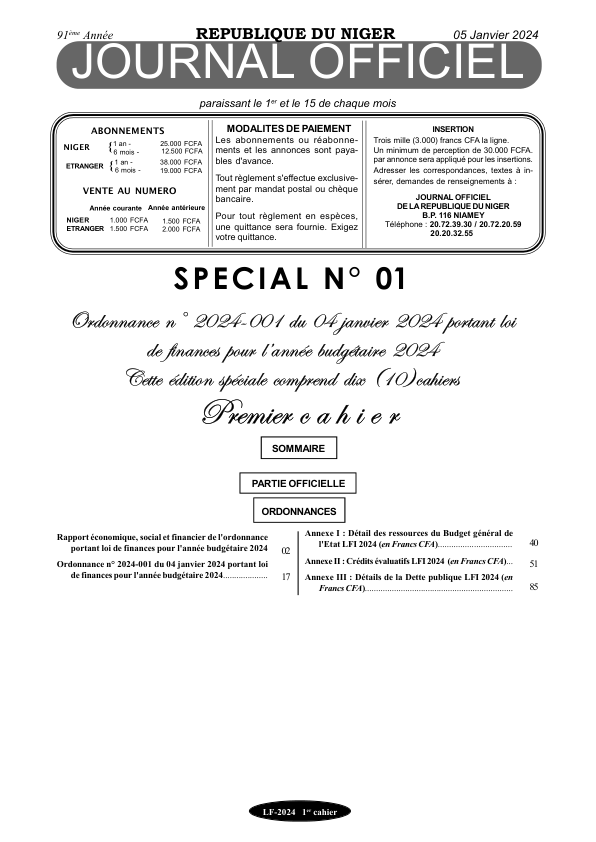 91ème Année
REPUBLIQUE DU NIGER
05 Janvier 2024
JOURNAL OFFICIEL
paraissant le 1er et le 15 de chaque mois
ABONNEMENTS
NIGER { 1 an - 25.000 FCFA
6 mois - 12.500 FCFA
ETRANGER { 1 an - 38.000 FCFA
6 mois - 19.000 FCFA
VENTE AU NUMERO
Année courante Année antérieure
NIGER 1.000 FCFA 1.500 FCFA
ETRANGER 1.500 FCFA 2.000 FCFA
MODALITES DE PAIEMENT
Les abonnements ou réabonne-
ments et les annonces sont paya-
bles d'avance.
Tout règlement s'effectue exclusive-
ment par mandat postal ou chèque
bancaire.
Pour tout règlement en espèces,
une quittance sera fournie. Exigez
votre quittance.
INSERTION
Trois mille (3.000) francs CFA la ligne.
Un minimum de perception de 30.000 FCFA.
par annonce sera appliqué pour les insertions.
Adresser les correspondances, textes à in-
sérer, demandes de renseignements à :
JOURNAL OFFICIEL
DE LA REPUBLIQUE DU NIGER
B.P. 116 NIAMEY
Téléphone : 20.72.39.30 / 20.72.20.59
20.20.32.55
SPECIAL N° 01
Ordonnance n° 2024-001 du 04 janvier 2024 portant loi
de finances pour l'année budgétaire 2024
Cette édition spéciale comprend dix (10)cahiers
Premier cahier
SOMMAIRE
PARTIE OFFICIELLE
ORDONNANCES
Rapport économique, social et financier de l'ordonnance
portant loi de finances pour l'année budgétaire 2024 02
Ordonnance n° 2024-001 du 04 janvier 2024 portant loi
de finances pour l'année budgétaire 2024.................... 17
Annexe I : Détail des ressources du Budget général de
l'Etat LFI 2024 (en Francs CFA)................................. 40
Annexe II : Crédits évaluatifs LFI 2024 (en Francs CFA)... 51
Annexe III : Détails de la Dette publique LFI 2024 (en
Francs CFA)................................................................. 85
LF-2024 1er cahier